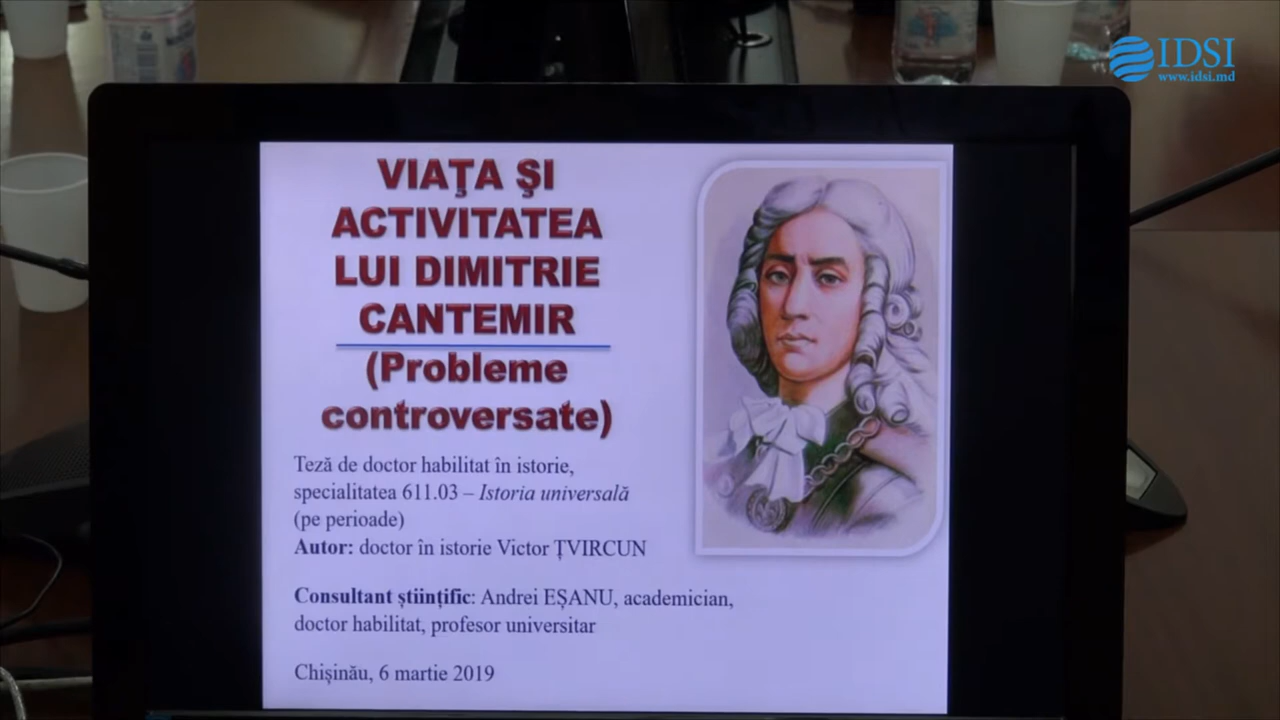 IDSI
www.idsi.md
VIAŢA ŞI
ACTIVITATEA
LUI DIMITRIE
CANTEMIR
(Probleme
controversate)
Teză de doctor habilitat în istorie,
specialitatea 611.03 – Istoria universală
(pe perioade)
Autor: doctor în istorie Victor ȚVIRCUN
Consultant științific: Andrei EȘANU, academician,
doctor habilitat, profesor universitar
Chișinău, 6 martie 2019